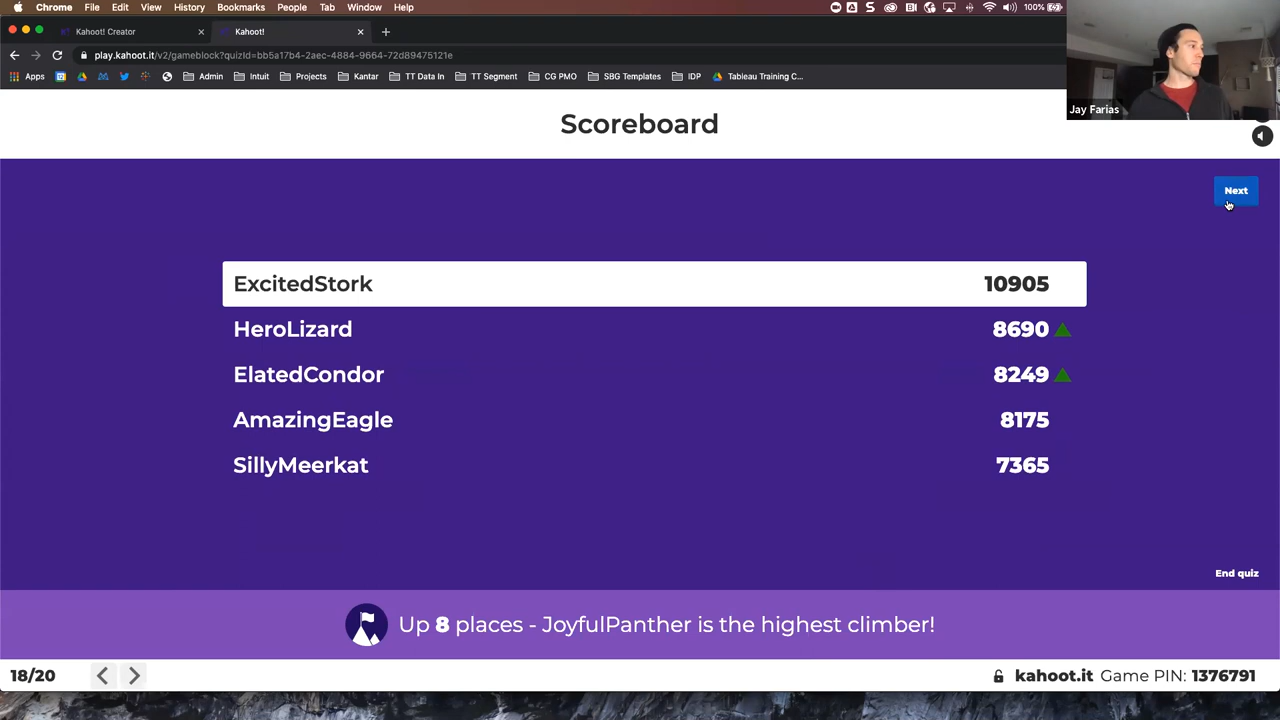 Chrome File Edit View History Bookmarks People Tab Window Help 100%
Kahoot! Creator Kahoot!
play.kahoot.it/v2/gameblock?quizId=bb5a17b4-2aec-4884-9664-72d89475121e
Apps Admin Intuit Projects Kantar TT Data In TT Segment CG PMO SBG Templates IDP Tableau Training C...
Jay Farias
Scoreboard
Next
ExcitedStork 10905
HeroLizard 8690
ElatedCondor 8249
AmazingEagle 8175
SillyMeerkat 7365
End quiz
Up 8 places - JoyfulPanther is the highest climber!
18/20 kahoot.it Game PIN: 1376791